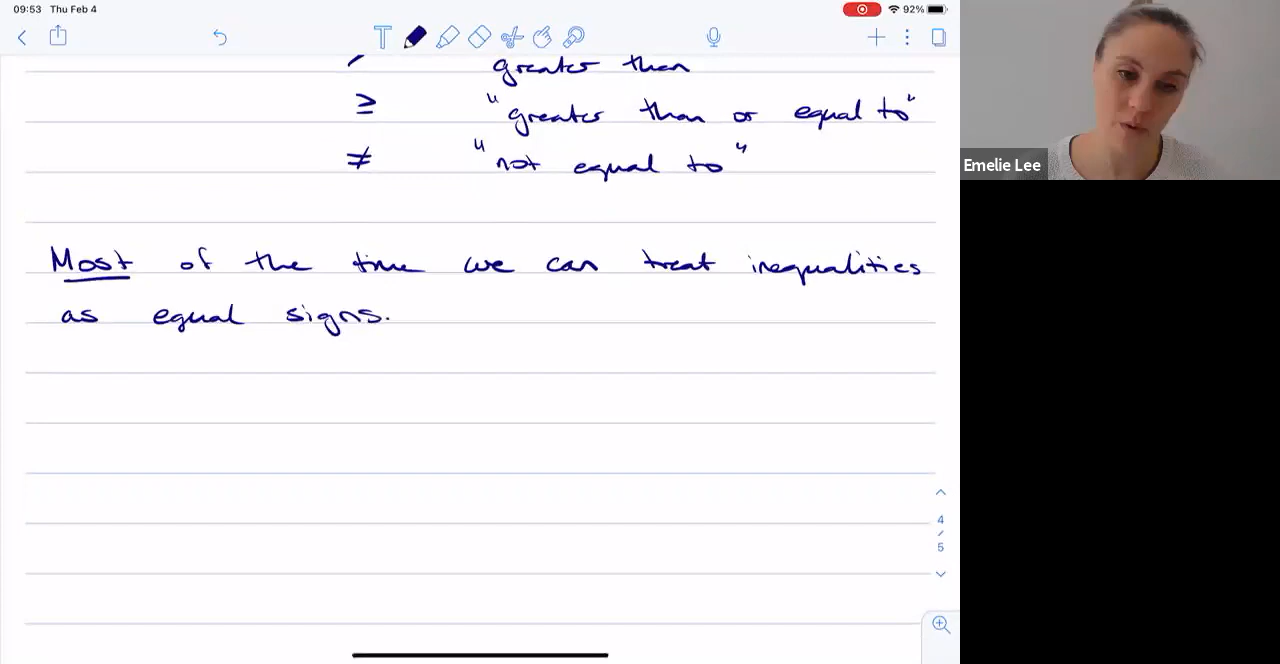 09:53 Thu Feb 4
92%
T
greater than
≥ "greater than or equal to"
≠ "not equal to"
Emelie Lee
Most of the time we can treat inequalities
as equal signs.
4
/
5